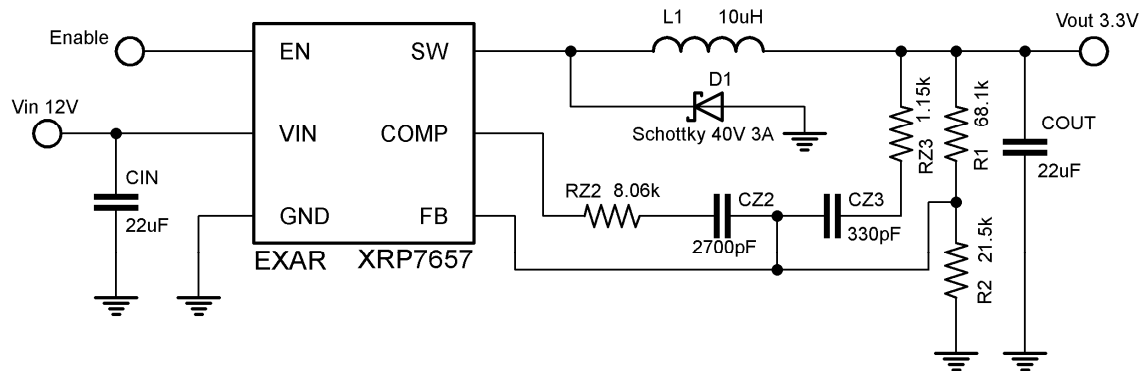 L1 10uH
Vout 3.3V
Enable
EN SW
D1
Vin 12V
Schottky 40V 3A
VIN COMP
RZ3 1.15k
R1 68.1k
COUT
22uF
CIN
22uF
RZ2 8.06k
CZ2
2700pF
CZ3
330pF
GND FB
EXAR XRP7657
R2 21.5k